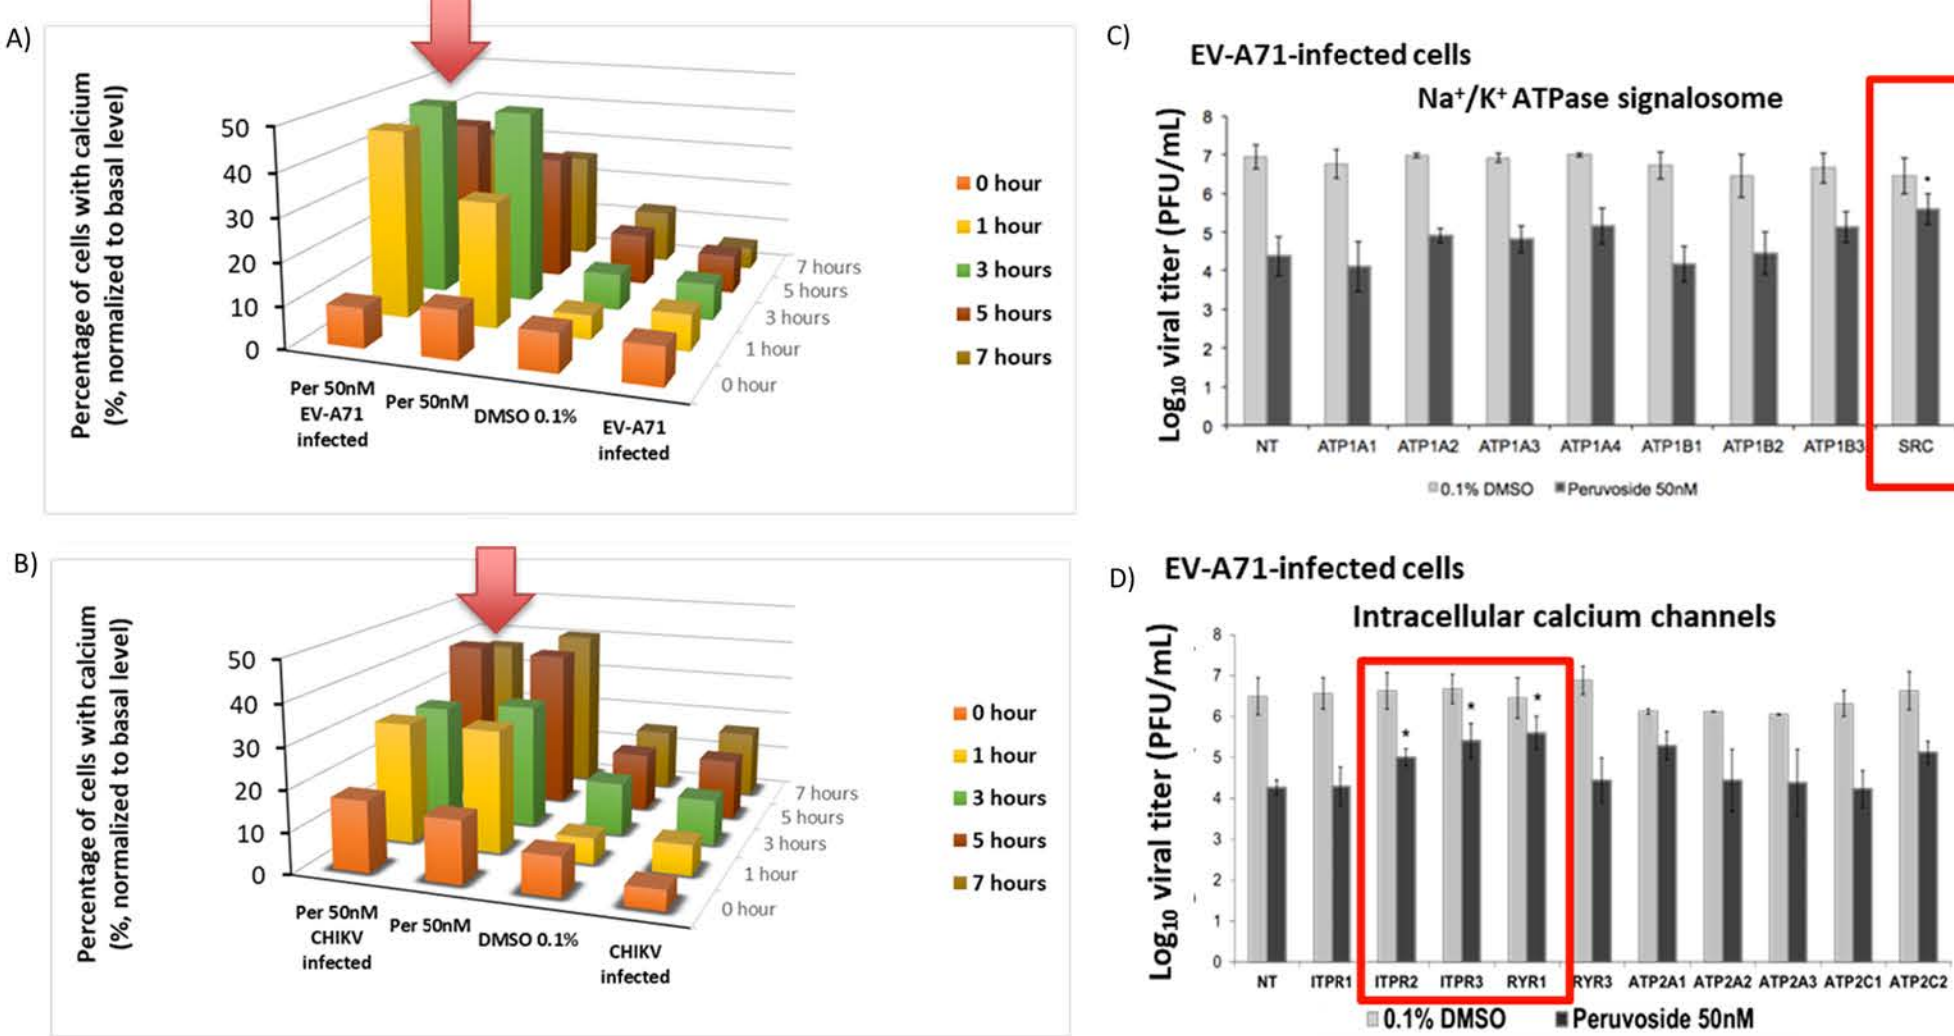 A)
Percentage of cells with calcium
(%, normalized to basal level)
50
40
30
20
10
0
Per 50nM
EV-A71
infected
Per 50nM
DMSO 0.1%
EV-A71
infected
7 hours
5 hours
3 hours
1 hour
0 hour
0 hour
1 hour
3 hours
5 hours
7 hours
B)
Percentage of cells with calcium
(%, normalized to basal level)
50
40
30
20
10
0
Per 50nM
CHIKV
infected
Per 50nM
DMSO 0.1%
CHIKV
infected
7 hours
5 hours
3 hours
1 hour
0 hour
0 hour
1 hour
3 hours
5 hours
7 hours
C)
EV-A71-infected cells
Na⁺/K⁺ ATPase signalosome
Log₁₀ viral titer (PFU/mL)
8
7
6
5
4
3
2
1
0
*
NT ATP1A1 ATP1A2 ATP1A3 ATP1A4 ATP1B1 ATP1B2 ATP1B3 SRC
0.1% DMSO Peruvoside 50nM
D)
EV-A71-infected cells
Intracellular calcium channels
Log₁₀ viral titer (PFU/mL)
8
7
6
5
4
3
2
1
0
* * *
NT ITPR1 ITPR2 ITPR3 RYR1 RYR3 ATP2A1 ATP2A2 ATP2A3 ATP2C1 ATP2C2
0.1% DMSO Peruvoside 50nM